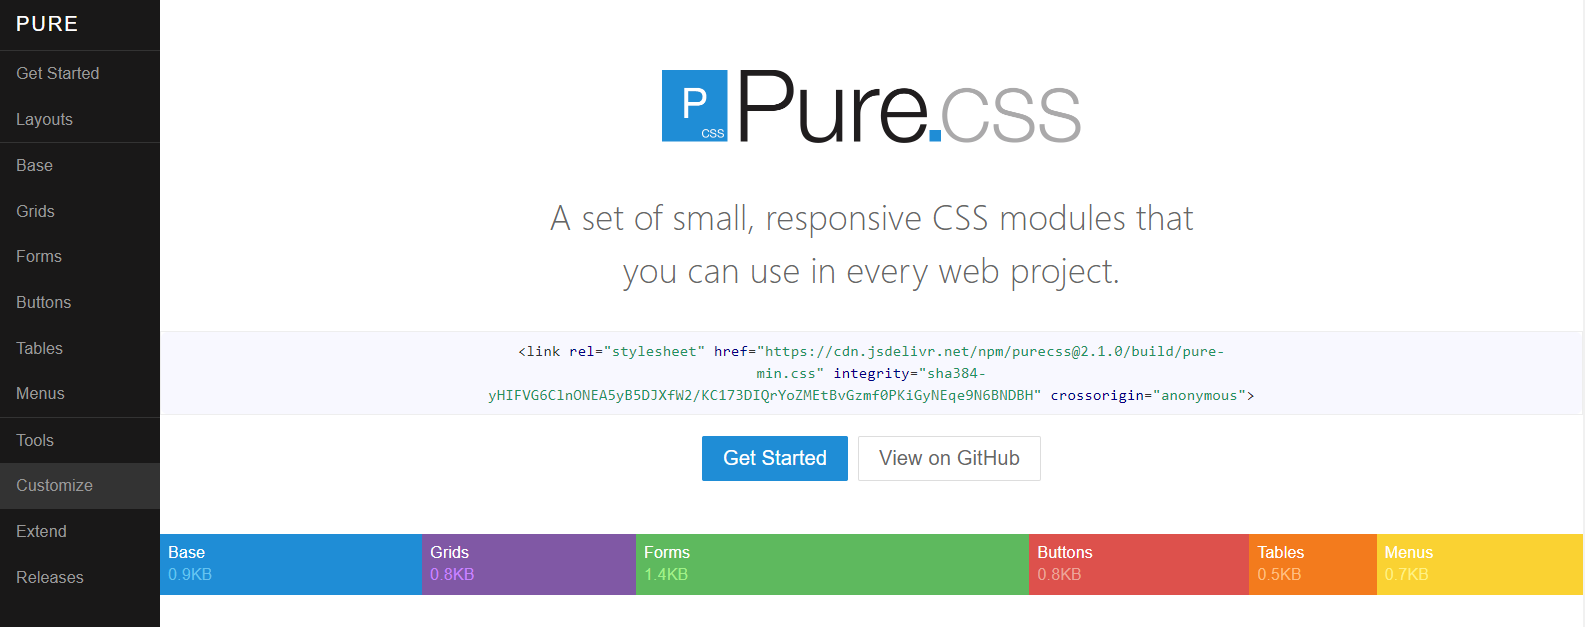 PURE
Get Started
Layouts
Base
Grids
Forms
Buttons
Tables
Menus
Tools
Customize
Extend
Releases
P
CSS
Pure.css
A set of small, responsive CSS modules that
you can use in every web project.
<link rel="stylesheet" href="https://cdn.jsdelivr.net/npm/purecss@2.1.0/build/pure-
min.css" integrity="sha384-
yHIFVG6ClnONEA5yB5DJXfW2/KC173DIQrYoZMEtBvGzmf0PKiGyNEqe9N6BNDBH" crossorigin="anonymous">
Get Started
View on GitHub
Base
0.9KB
Grids
0.8KB
Forms
1.4KB
Buttons
0.8KB
Tables
0.5KB
Menus
0.7KB